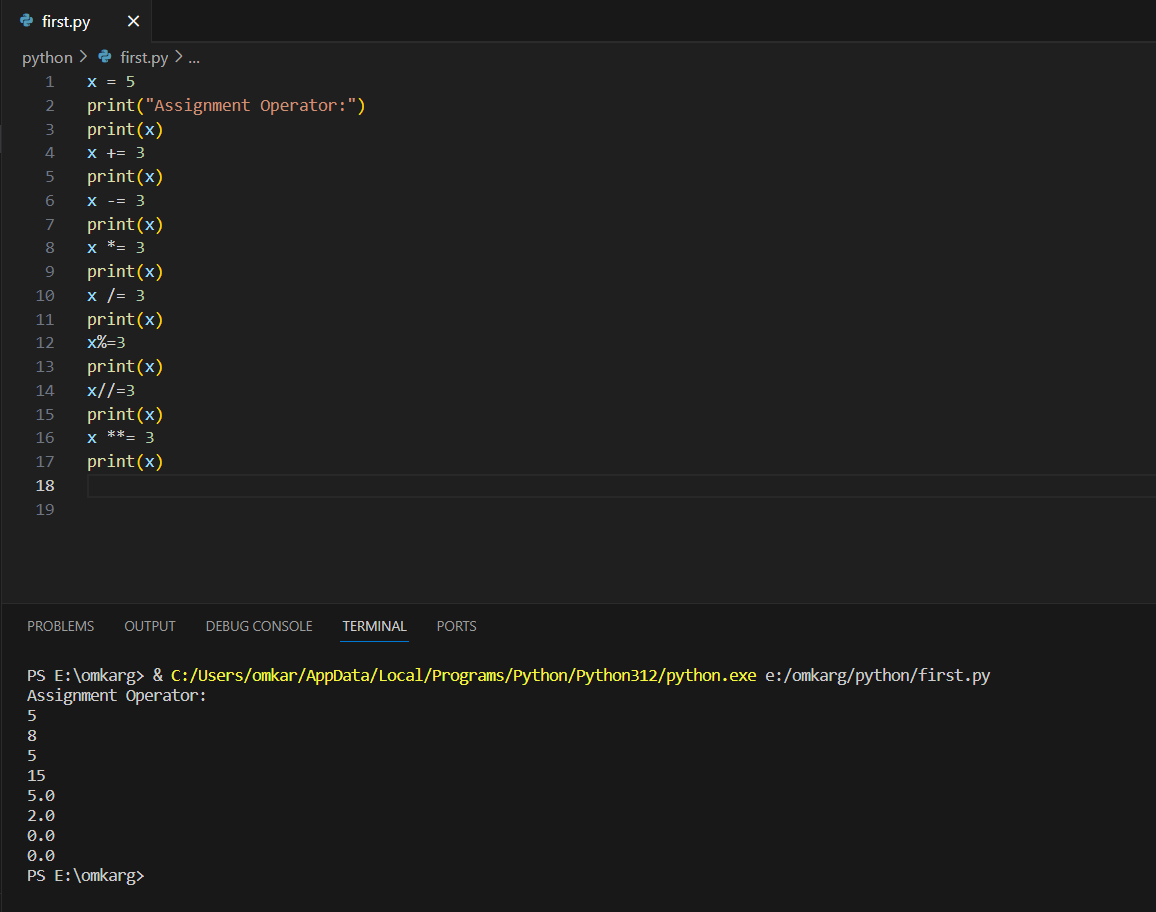 first.py ×
python > first.py > ...
1 x = 5
2 print("Assignment Operator:")
3 print(x)
4 x += 3
5 print(x)
6 x -= 3
7 print(x)
8 x *= 3
9 print(x)
10 x /= 3
11 print(x)
12 x%=3
13 print(x)
14 x//=3
15 print(x)
16 x **= 3
17 print(x)
18
19
PROBLEMS OUTPUT DEBUG CONSOLE TERMINAL PORTS
PS E:\omkarg> & C:/Users/omkar/AppData/Local/Programs/Python/Python312/python.exe e:/omkarg/python/first.py
Assignment Operator:
5
8
5
15
5.0
2.0
0.0
0.0
PS E:\omkarg>